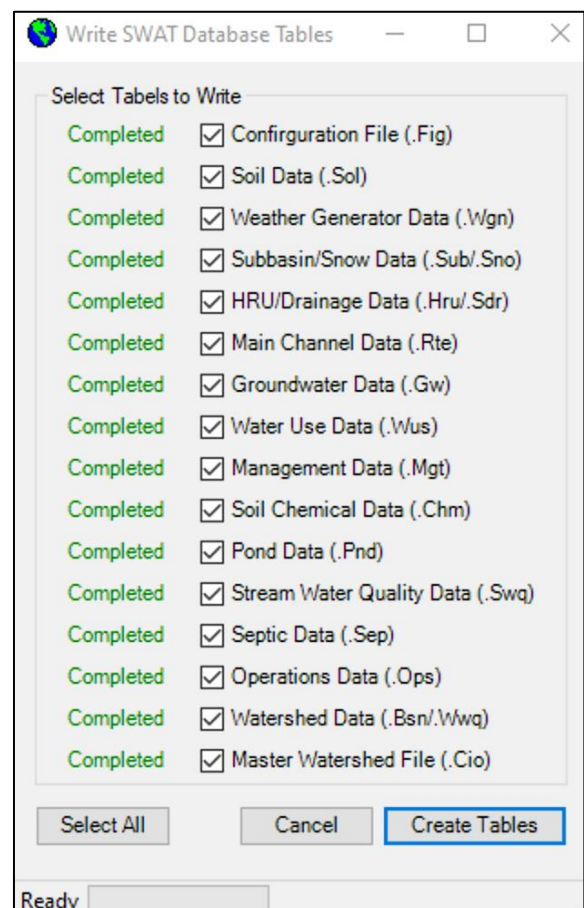 Write SWAT Database Tables
Select Tabels to Write
Completed Confirguration File (.Fig)
Completed Soil Data (.Sol)
Completed Weather Generator Data (.Wgn)
Completed Subbasin/Snow Data (.Sub/.Sno)
Completed HRU/Drainage Data (.Hru/.Sdr)
Completed Main Channel Data (.Rte)
Completed Groundwater Data (.Gw)
Completed Water Use Data (.Wus)
Completed Management Data (.Mgt)
Completed Soil Chemical Data (.Chm)
Completed Pond Data (.Pnd)
Completed Stream Water Quality Data (.Swq)
Completed Septic Data (.Sep)
Completed Operations Data (.Ops)
Completed Watershed Data (.Bsn/.Wwq)
Completed Master Watershed File (.Cio)
Select All Cancel Create Tables
Ready